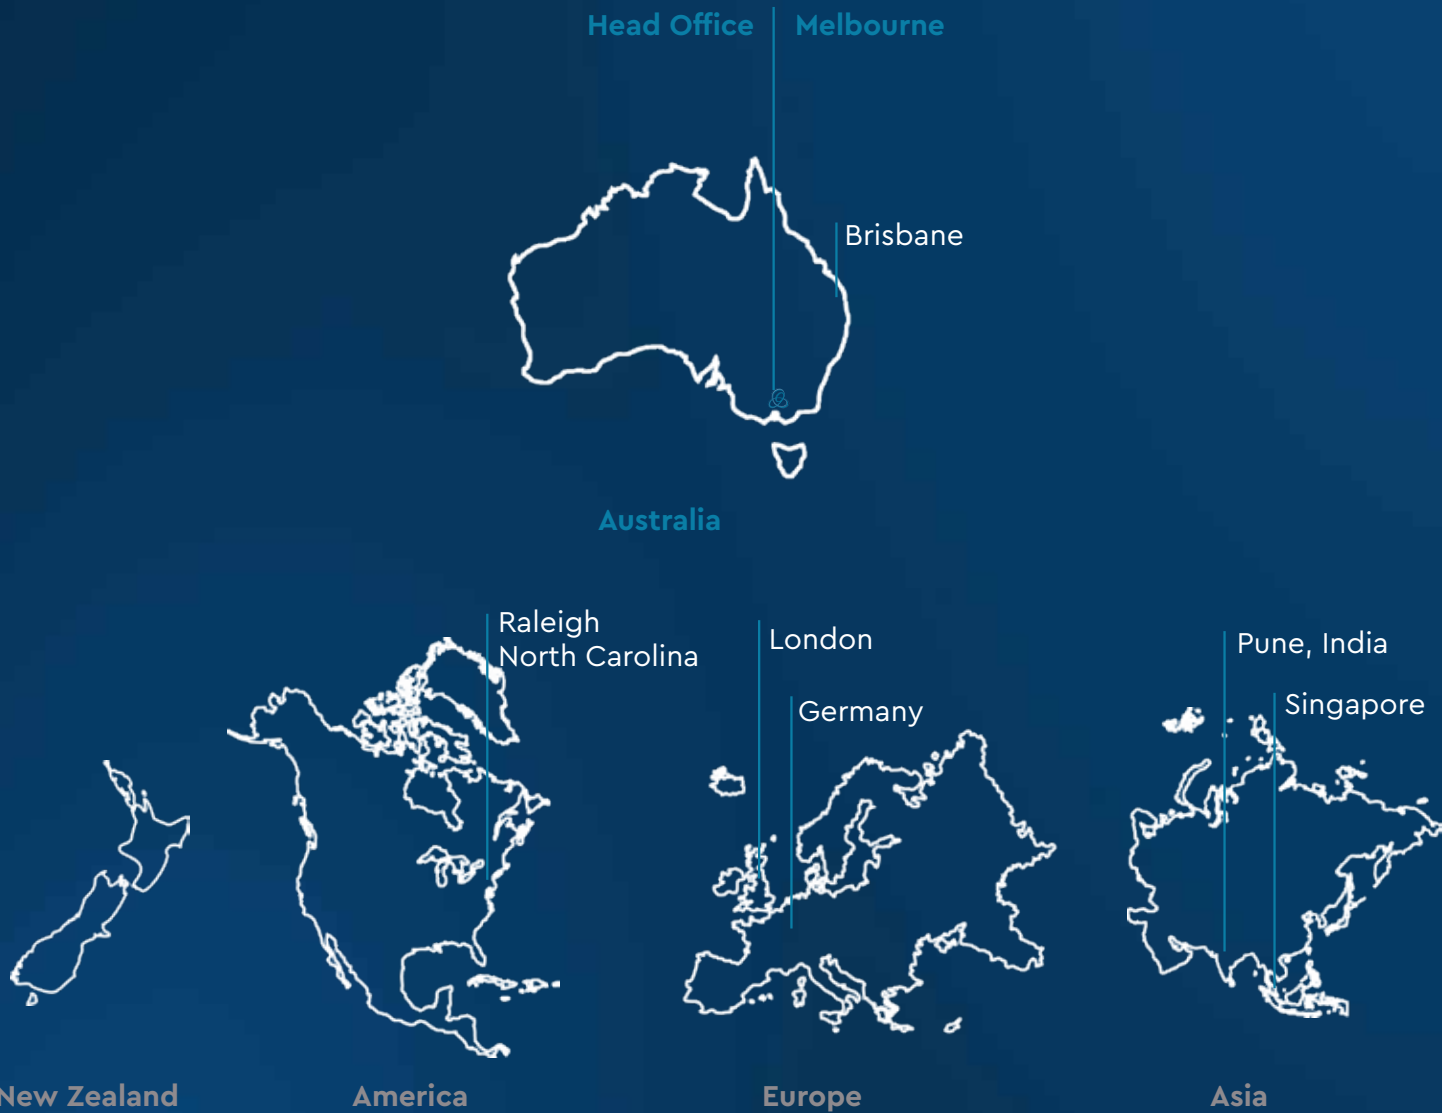 Head Office
Melbourne
Brisbane
Australia
Raleigh
North Carolina
London
Germany
Pune, India
Singapore
New Zealand
America
Europe
Asia